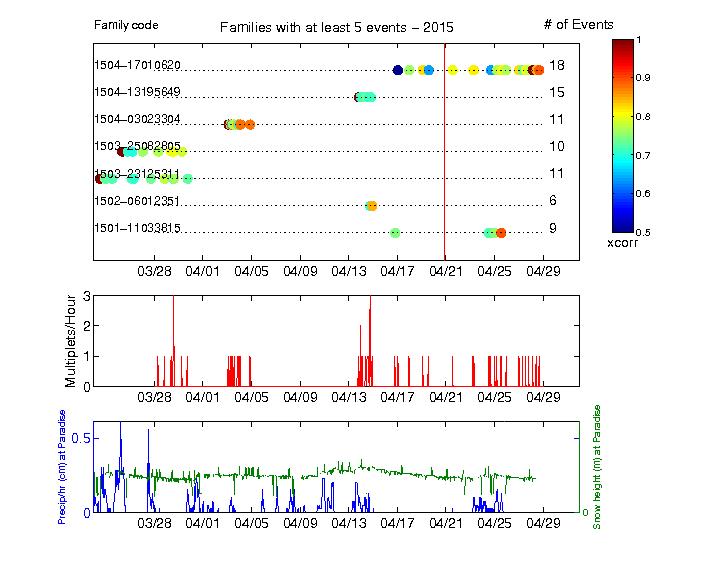 Family code
Families with at least 5 events − 2015
# of Events
1504−17010620
18
1504−13195649
15
1504−03023304
11
1503−25082805
10
1503−23125311
11
1502−06012351
6
1501−11033815
9
03/28 04/01 04/05 04/09 04/13 04/17 04/21 04/25 04/29
1
0.9
0.8
0.7
0.6
0.5
xcorr
Multiplets/Hour
3
2
1
0
03/28 04/01 04/05 04/09 04/13 04/17 04/21 04/25 04/29
Precip/hr (cm) at Paradise
0.5
0
03/28 04/01 04/05 04/09 04/13 04/17 04/21 04/25 04/29
0
Snow height (m) at Paradise